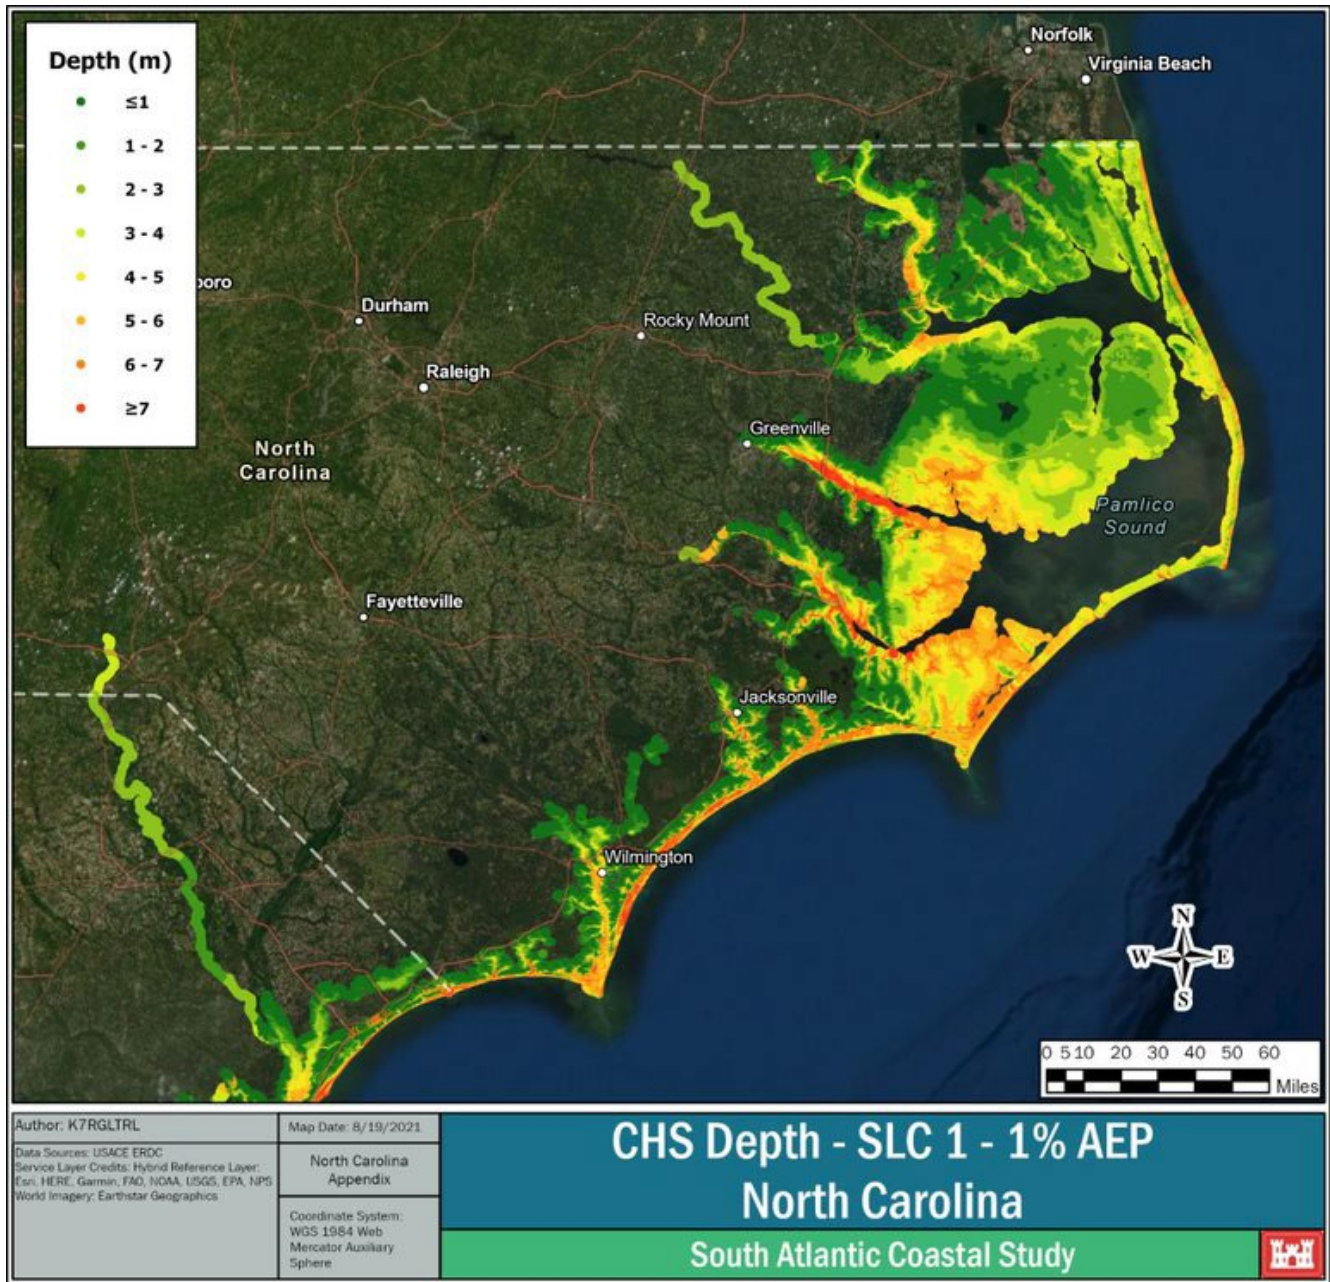 Depth (m)
≤1
1 - 2
2 - 3
3 - 4
4 - 5
5 - 6
6 - 7
≥7
Norfolk
Virginia Beach
boro
Durham
Rocky Mount
Raleigh
Greenville
North
Carolina
Pamlico
Sound
Fayetteville
Jacksonville
Wilmington
N
W E
S
0 5 10 20 30 40 50 60
Miles
Author: K7RGLTRL
Data Sources: USACE ERDC
Service Layer Credits: Hybrid Reference Layer:
Esri, HERE, Garmin, FAO, NOAA, USGS, EPA, NPS
World Imagery: Earthstar Geographics
Map Date: 8/19/2021
North Carolina
Appendix
Coordinate System:
WGS 1984 Web
Mercator Auxiliary
Sphere
CHS Depth - SLC 1 - 1% AEP
North Carolina
South Atlantic Coastal Study